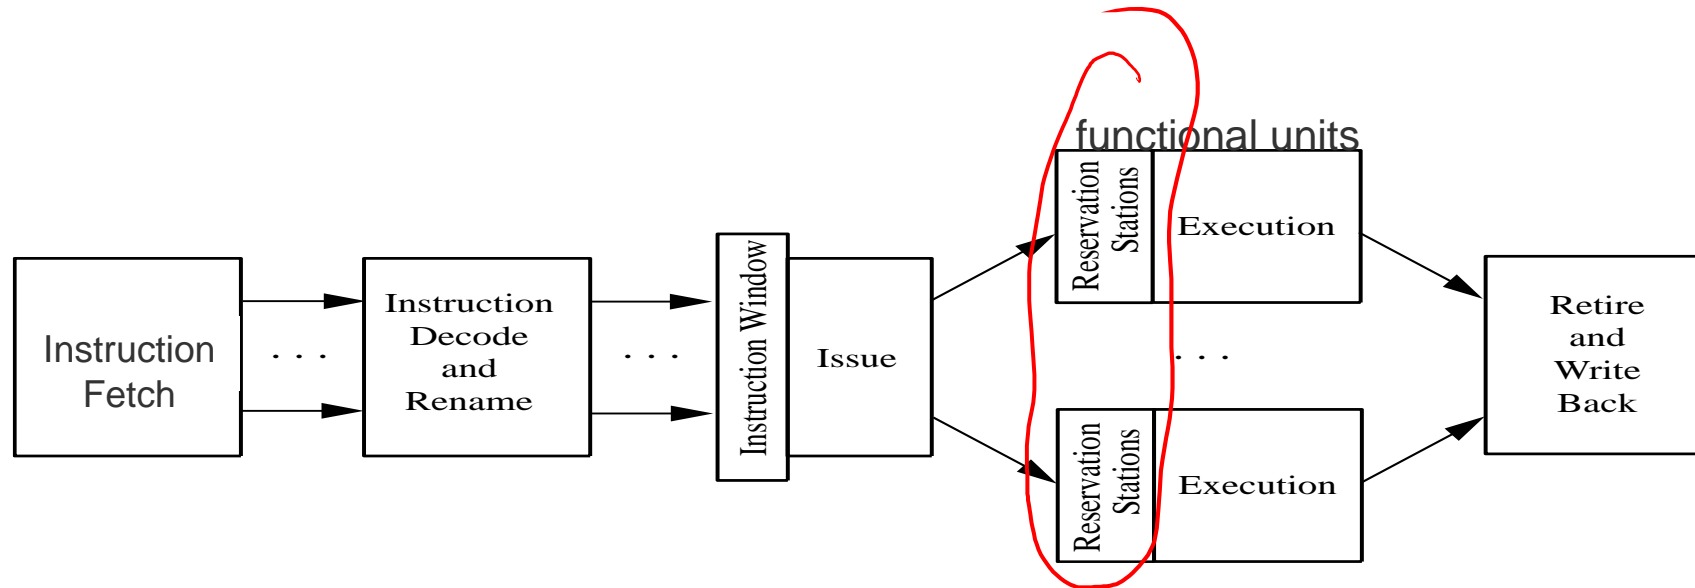 functional units
Instruction
Fetch
. . .
Instruction
Decode
and
Rename
. . .
Instruction Window
Issue
Reservation
Stations
Execution
. . .
Reservation
Stations
Execution
Retire
and
Write
Back